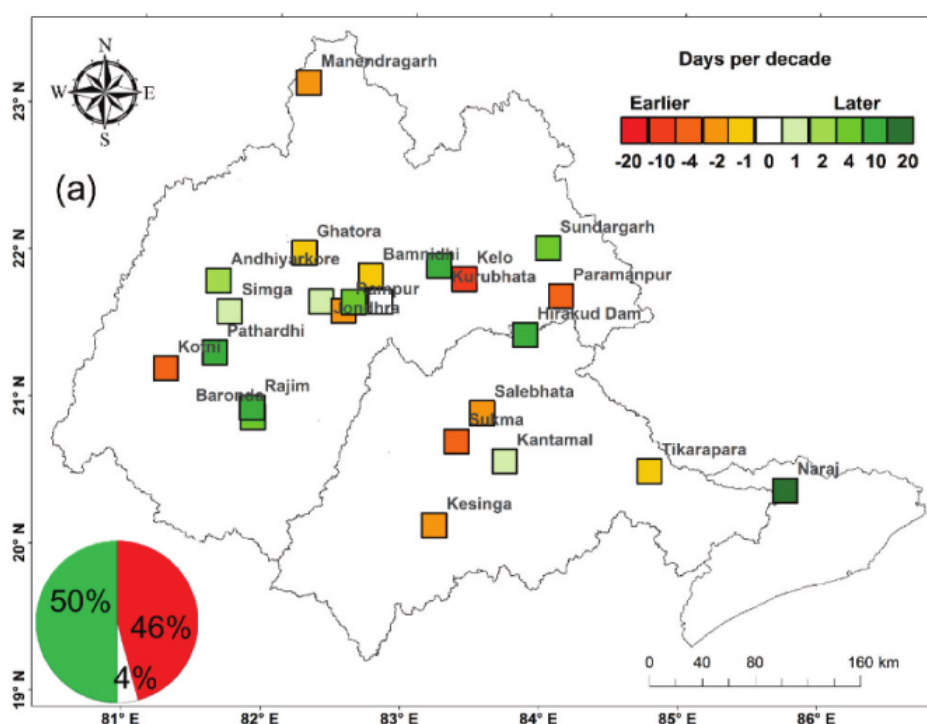 N
W E
S
Manendragarh
Days per decade
Earlier Later
-20 -10 -4 -2 -1 0 1 2 4 10 20
(a)
Ghatora
Sundargarh
Andhiyarkore
Bamnidhi
Kelo
Kurubhata
Paramanpur
Simga
Rampur
Jondhra
Hirakud Dam
Pathardhi
Kotni
Baronda
Rajim
Salebhata
Sukma
Kantamal
Tikarapara
Naraj
Kesinga
50%
46%
4%
0 40 80 160 km
23° N
22° N
21° N
20° N
19° N
81° E 82° E 83° E 84° E 85° E 86° E